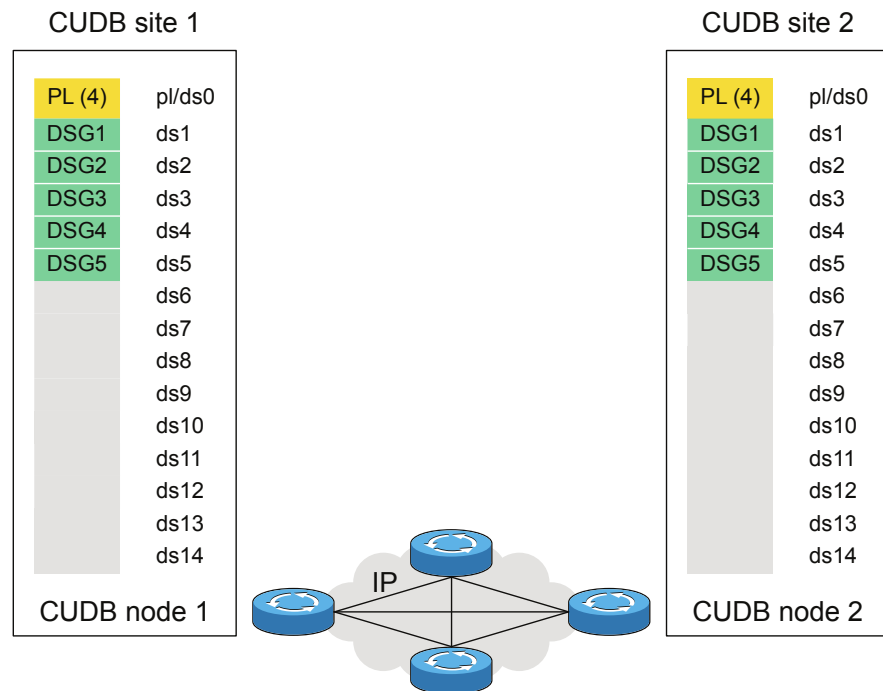 CUDB site 1
CUDB site 2
PL (4) pl/ds0
DSG1 ds1
DSG2 ds2
DSG3 ds3
DSG4 ds4
DSG5 ds5
ds6
ds7
ds8
ds9
ds10
ds11
ds12
ds13
ds14
CUDB node 1
PL (4) pl/ds0
DSG1 ds1
DSG2 ds2
DSG3 ds3
DSG4 ds4
DSG5 ds5
ds6
ds7
ds8
ds9
ds10
ds11
ds12
ds13
ds14
CUDB node 2
IP